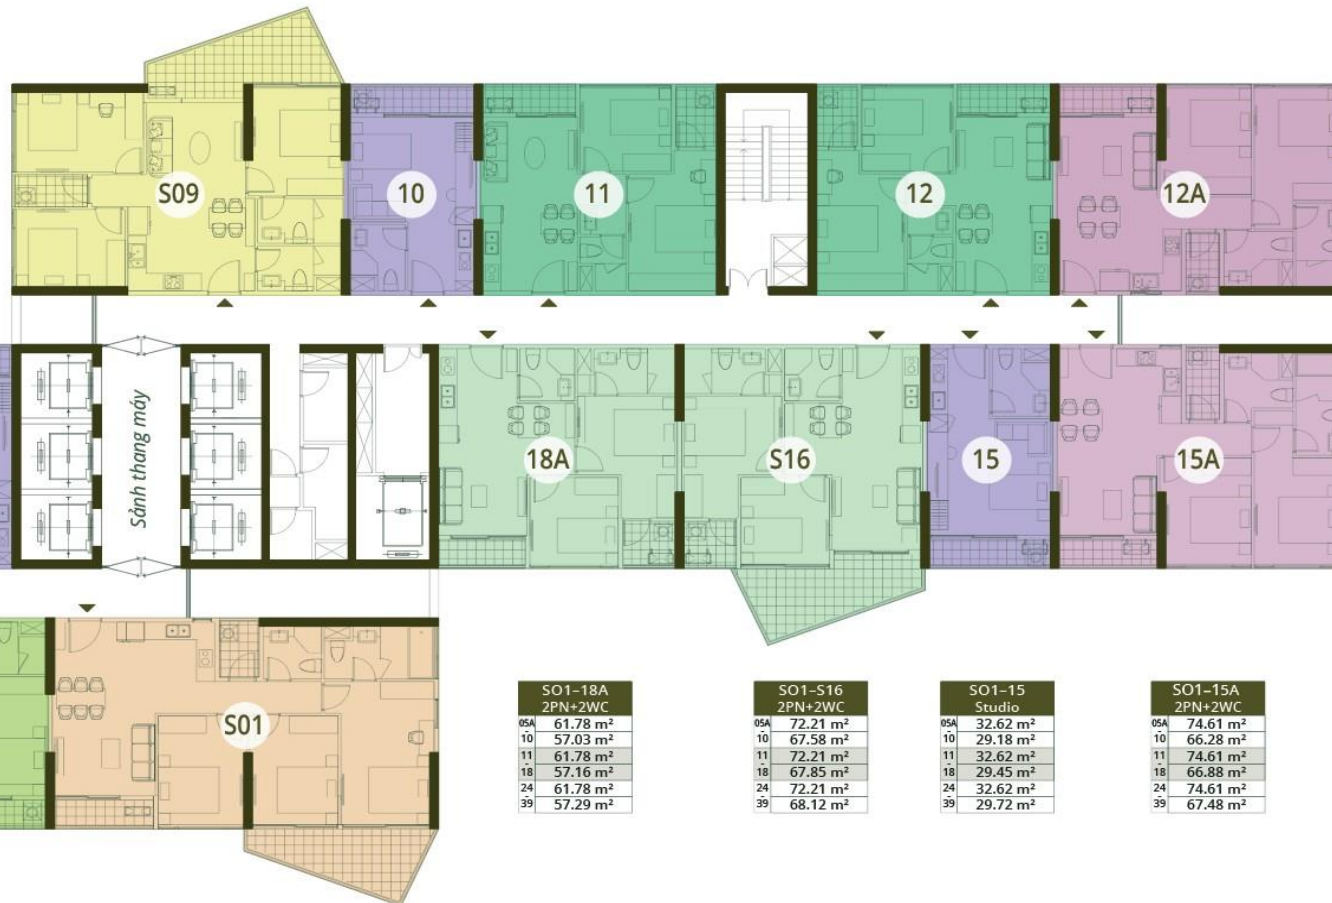 S09
10
11
12
12A
Sảnh thang máy
18A
S16
15
15A
S01
SO1-18A
2PN+2WC
05A 61.78 m²
-
10 57.03 m²
11 61.78 m²
-
18 57.16 m²
24 61.78 m²
-
39 57.29 m²
SO1-S16
2PN+2WC
05A 72.21 m²
-
10 67.58 m²
11 72.21 m²
-
18 67.85 m²
24 72.21 m²
-
39 68.12 m²
SO1-15
Studio
05A 32.62 m²
-
10 29.18 m²
11 32.62 m²
-
18 29.45 m²
24 32.62 m²
-
39 29.72 m²
SO1-15A
2PN+2WC
05A 74.61 m²
-
10 66.28 m²
11 74.61 m²
-
18 66.88 m²
24 74.61 m²
-
39 67.48 m²